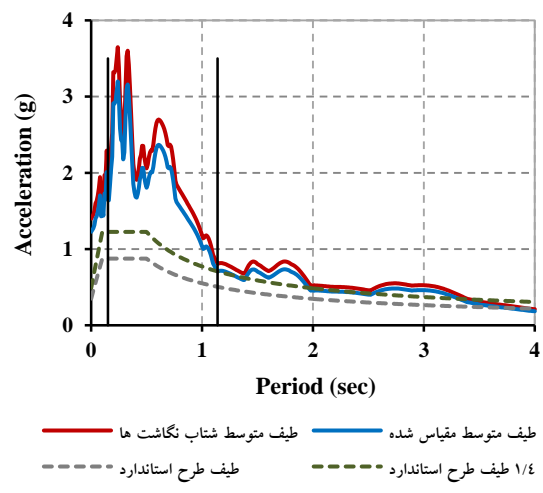 4
3
2
1
0
Acceleration (g)
0 1 2 3 4
Period (sec)
طیف متوسط شتاب نگاشت ها
طیف متوسط مقیاس شده
طیف طرح استاندارد
۱/٤ طیف طرح استاندارد